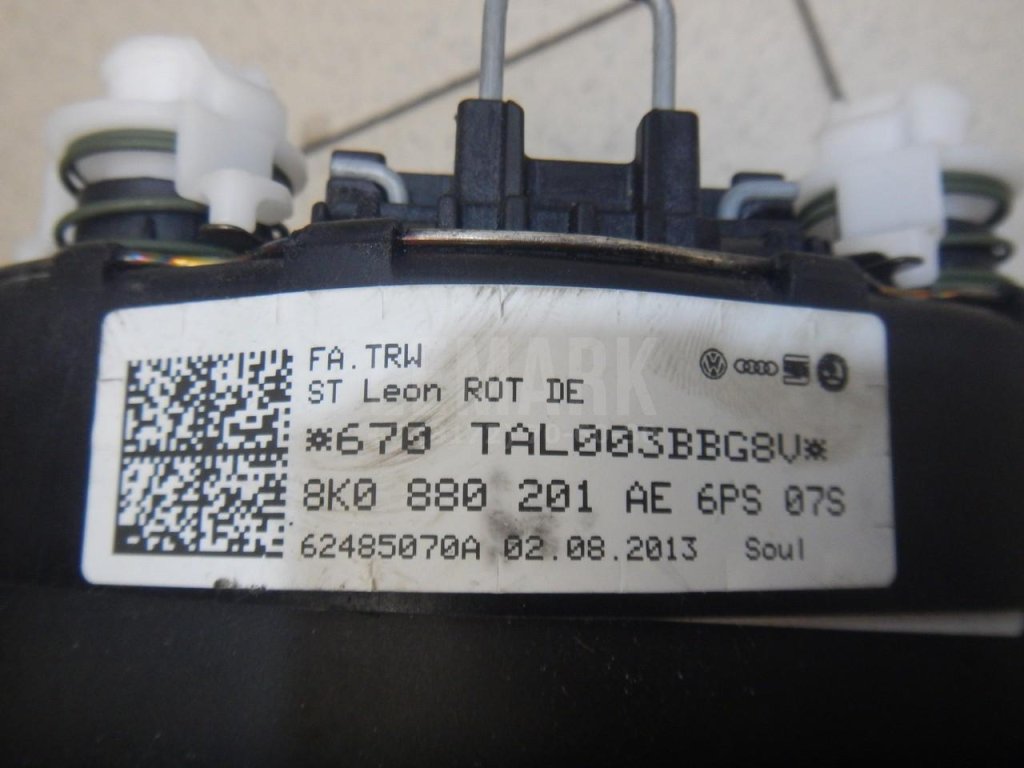 FA.TRW
ST Leon ROT DE
*670 TAL003BBG8V*
8K0 880 201 AE 6PS 07S
62485070A 02.08.2013 Soul